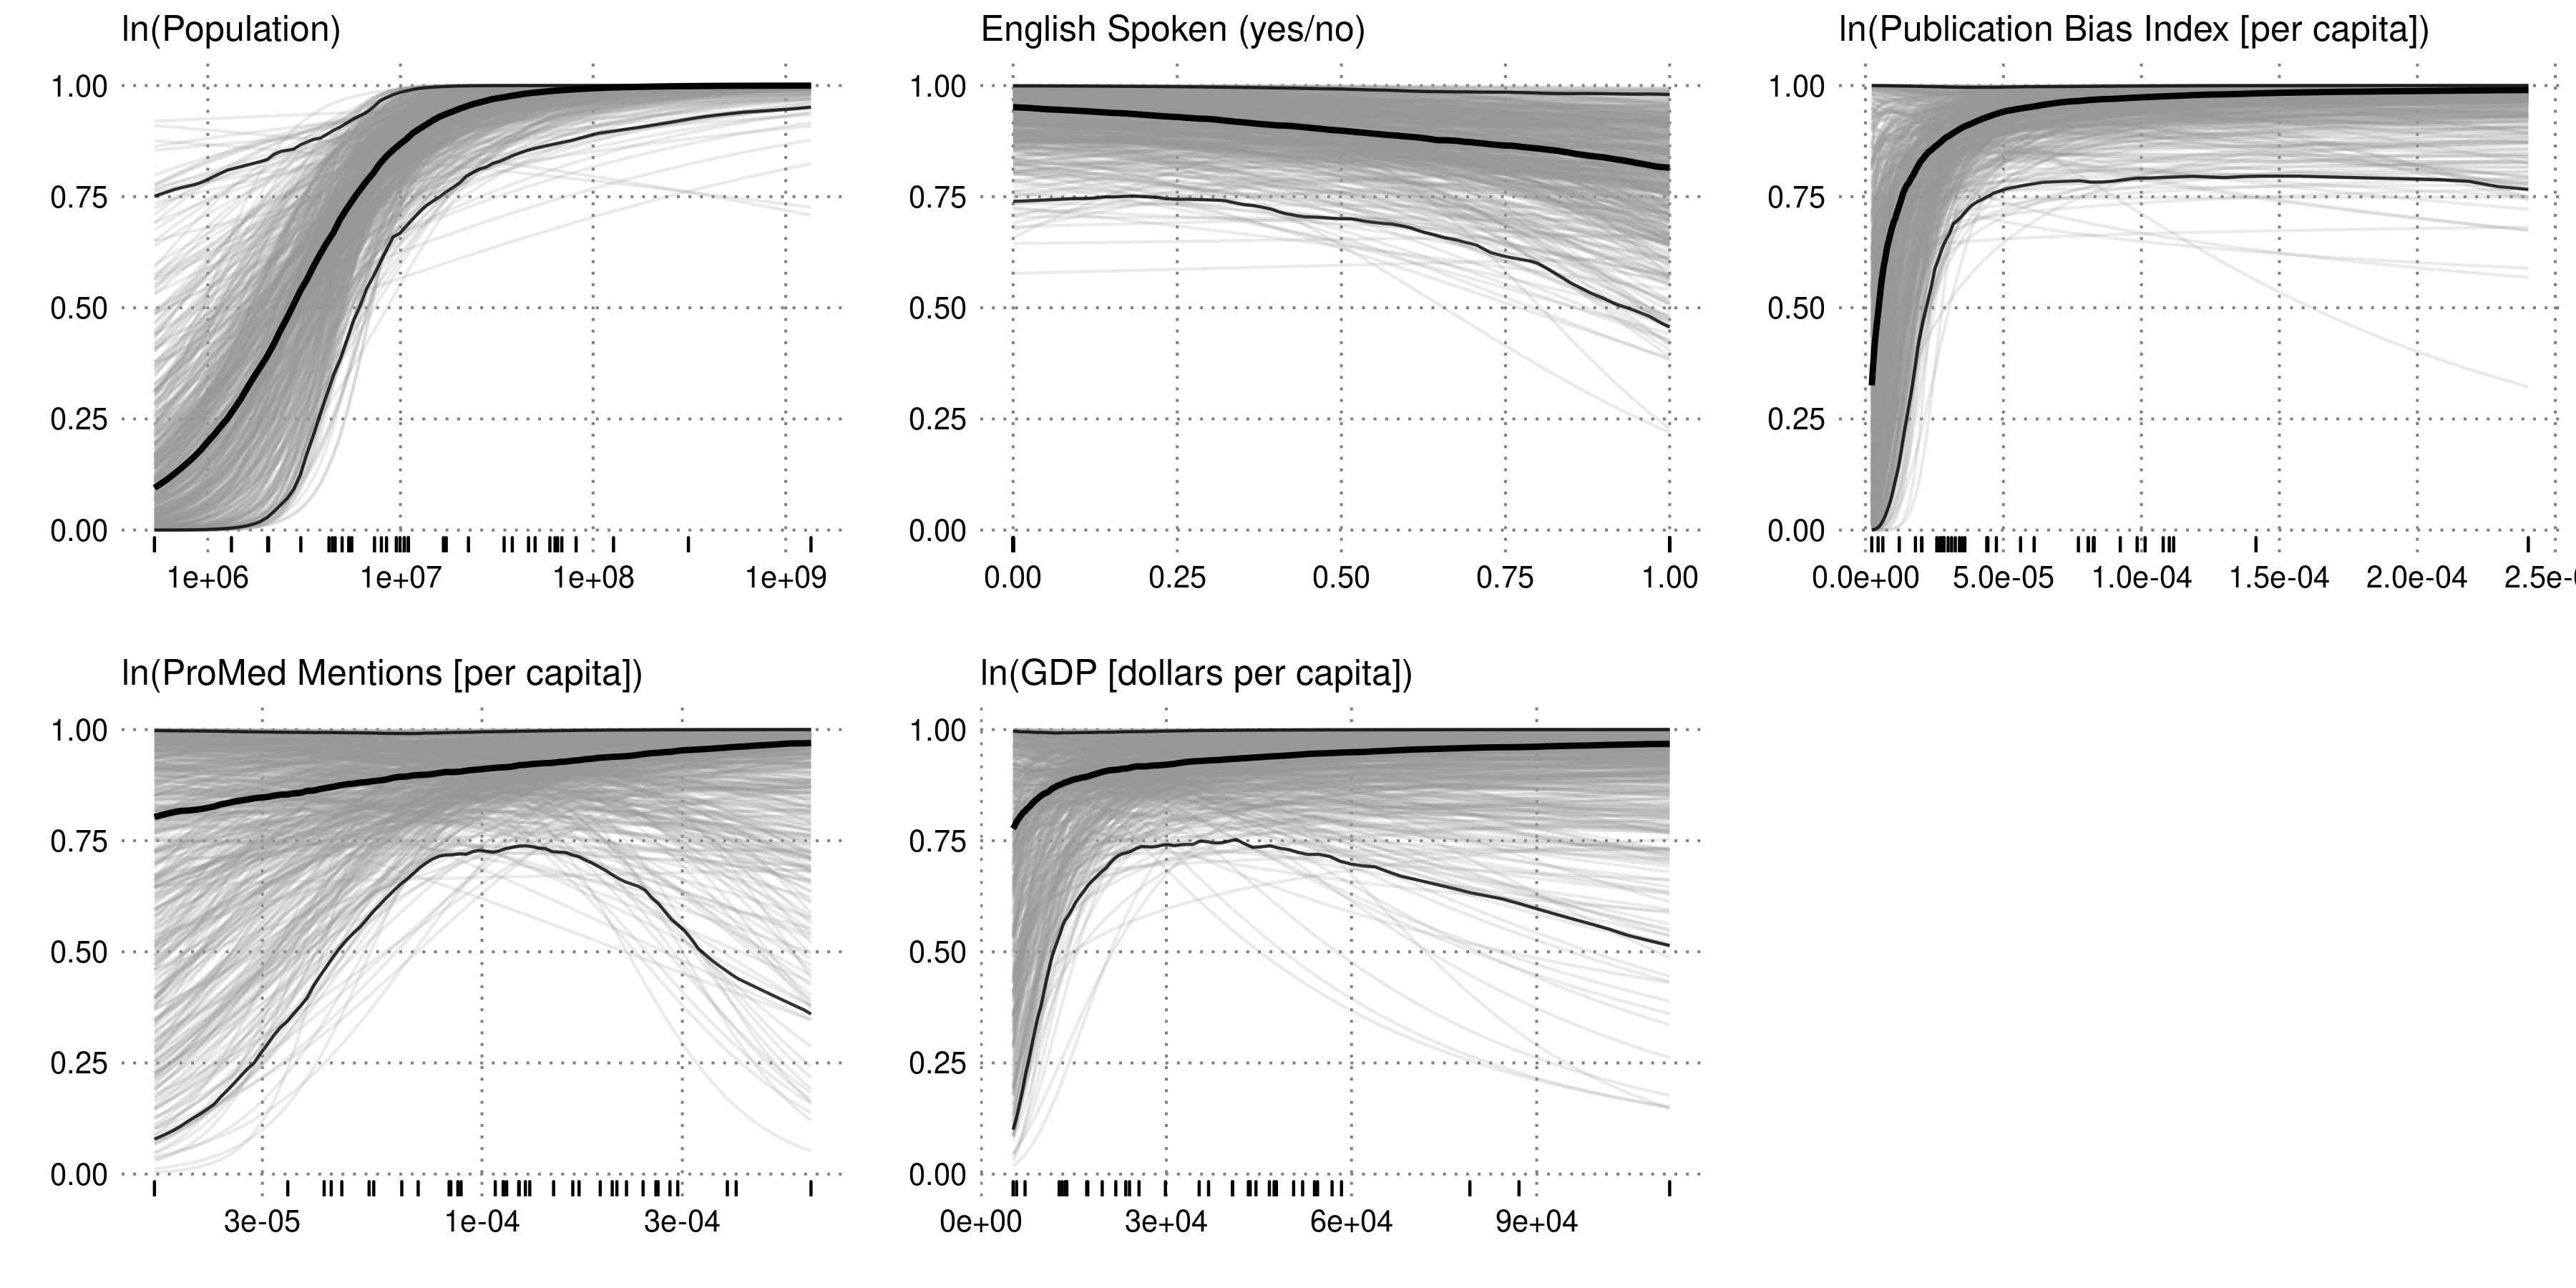 ln(Population)
1.00
0.75
0.50
0.25
0.00
1e+06 1e+07 1e+08 1e+09
English Spoken (yes/no)
1.00
0.75
0.50
0.25
0.00
0.00 0.25 0.50 0.75 1.00
ln(Publication Bias Index [per capita])
1.00
0.75
0.50
0.25
0.00
0.0e+00 5.0e-05 1.0e-04 1.5e-04 2.0e-04 2.5e-
ln(ProMed Mentions [per capita])
1.00
0.75
0.50
0.25
0.00
3e-05 1e-04 3e-04
ln(GDP [dollars per capita])
1.00
0.75
0.50
0.25
0.00
0e+00 3e+04 6e+04 9e+04